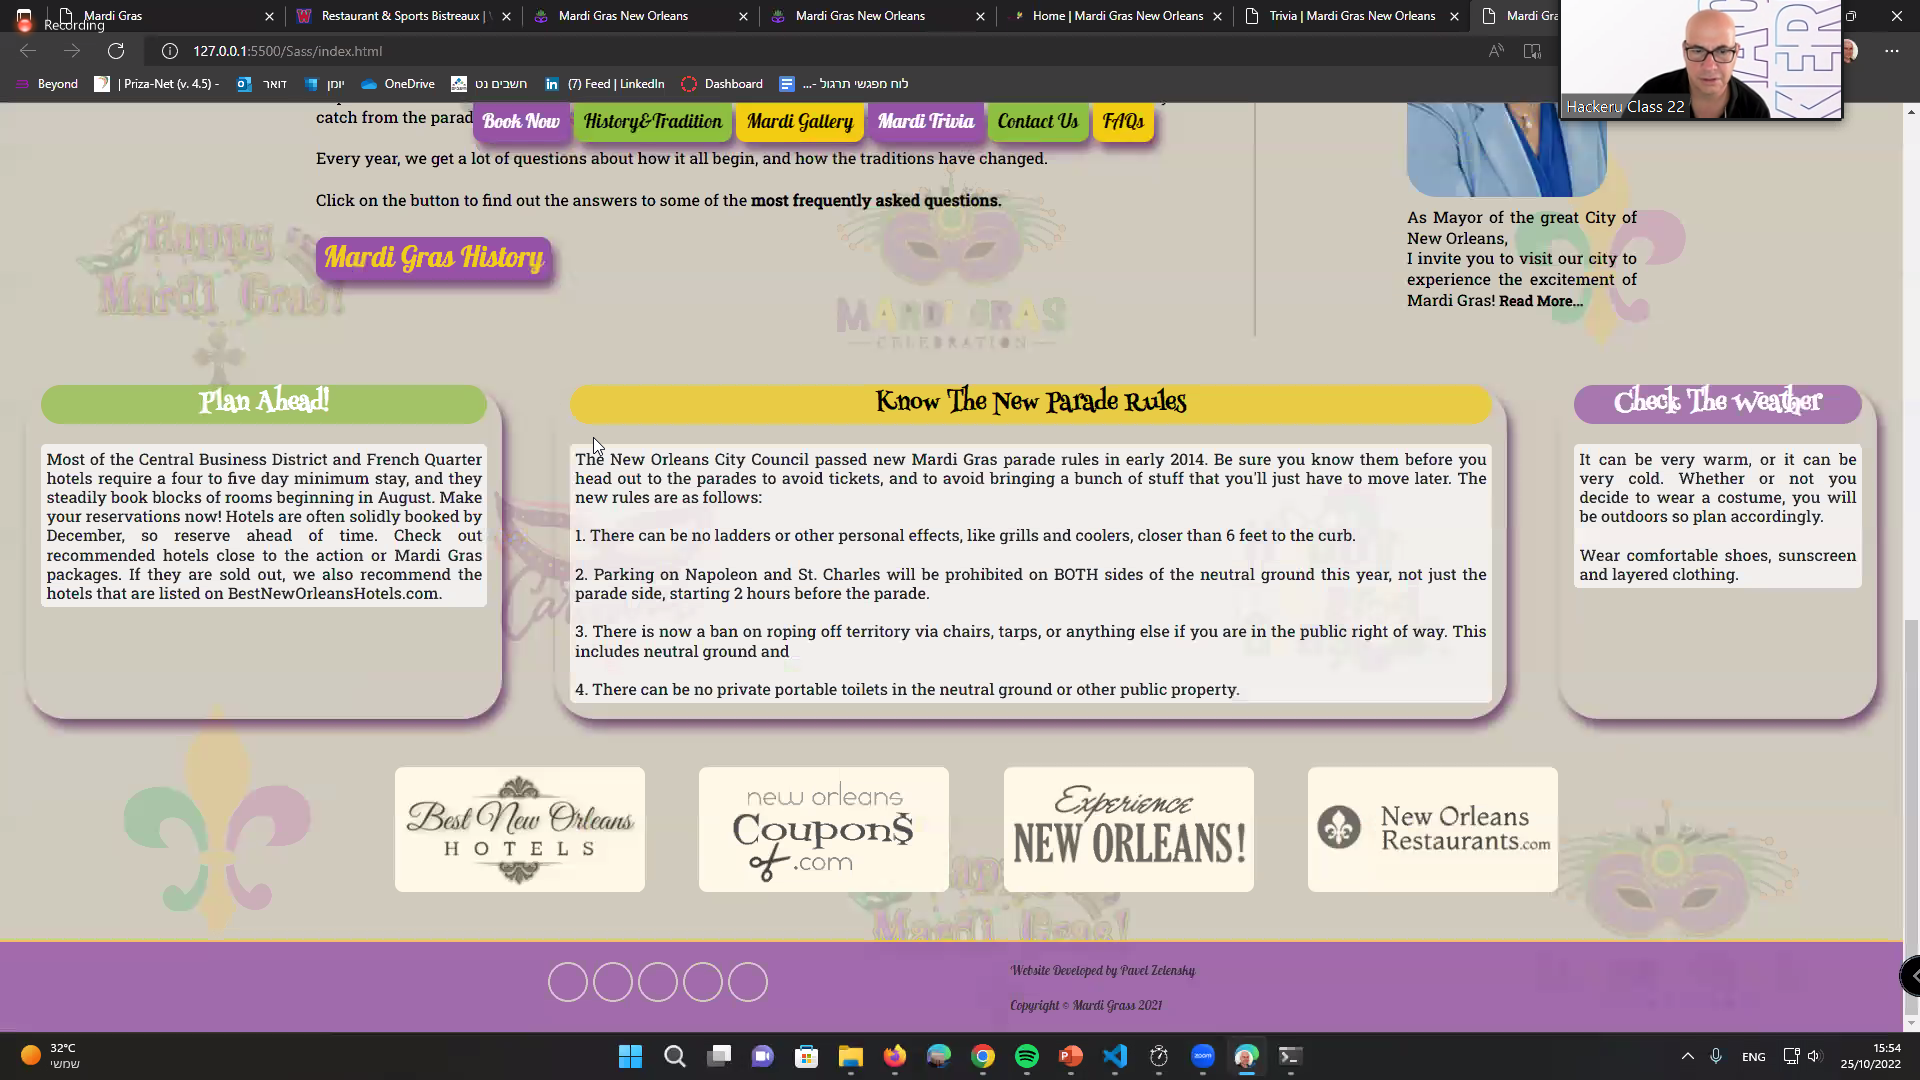 Recording
Mardi Gras
Restaurant & Sports Bistreaux |
Mardi Gras New Orleans
Mardi Gras New Orleans
Home | Mardi Gras New Orleans
Trivia | Mardi Gras New Orleans
Mardi Gra
127.0.0.1:5500/Sass/index.html
Beyond
| Priza-Net (v. 4.5) -
דואר
יומן
OneDrive
חשבים נט
(7) Feed | LinkedIn
Dashboard
לוח מפגשי תרגול -...
Hackeru Class 22
catch from the parad
Book Now
History&Tradition
Mardi Gallery
Mardi Trivia
Contact Us
FAQs
Every year, we get a lot of questions about how it all begin, and how the traditions have changed.
Click on the button to find out the answers to some of the most frequently asked questions.
Mardi Gras History
Happy
Mardi Gras!
MARDI GRAS
CELEBRATION
As Mayor of the great City of
New Orleans,
I invite you to visit our city to
experience the excitement of
Mardi Gras! Read More...
Plan Ahead!
Most of the Central Business District and French Quarter
hotels require a four to five day minimum stay, and they
steadily book blocks of rooms beginning in August. Make
your reservations now! Hotels are often solidly booked by
December, so reserve ahead of time. Check out
recommended hotels close to the action or Mardi Gras
packages. If they are sold out, we also recommend the
hotels that are listed on BestNewOrleansHotels.com.
Know The New Parade Rules
The New Orleans City Council passed new Mardi Gras parade rules in early 2014. Be sure you know them before you
head out to the parades to avoid tickets, and to avoid bringing a bunch of stuff that you'll just have to move later. The
new rules are as follows:
1. There can be no ladders or other personal effects, like grills and coolers, closer than 6 feet to the curb.
2. Parking on Napoleon and St. Charles will be prohibited on BOTH sides of the neutral ground this year, not just the
parade side, starting 2 hours before the parade.
3. There is now a ban on roping off territory via chairs, tarps, or anything else if you are in the public right of way. This
includes neutral ground and
4. There can be no private portable toilets in the neutral ground or other public property.
Check The Weather
It can be very warm, or it can be
very cold. Whether or not you
decide to wear a costume, you will
be outdoors so plan accordingly.
Wear comfortable shoes, sunscreen
and layered clothing.
Best New Orleans
HOTELS
new orleans
Coupon$
.com
Experience
NEW ORLEANS!
New Orleans
Restaurants.com
Mardi Gras!
Website Developed by Pavel Zelensky
Copyright © Mardi Grass 2021
32°C
שמשי
zoom
ENG
15:54
25/10/2022